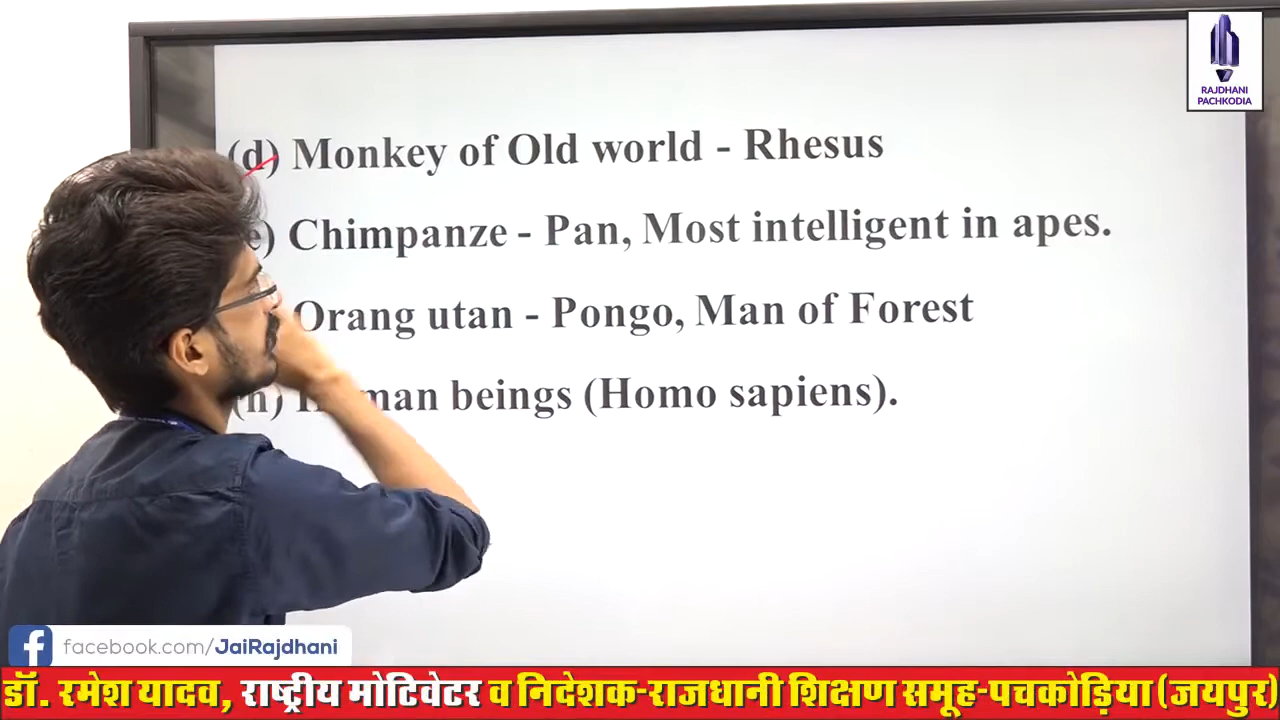 RAJDHANI
PACHKODIA
(d) Monkey of Old world - Rhesus
e) Chimpanze - Pan, Most intelligent in apes.
Orang utan - Pongo, Man of Forest
(h) Human beings (Homo sapiens).
facebook.com/JaiRajdhani
डॉ. रमेश यादव, राष्ट्रीय मोटिवेटर व निदेशक-राजधानी शिक्षण समूह-पचकोड़िया (जयपुर)